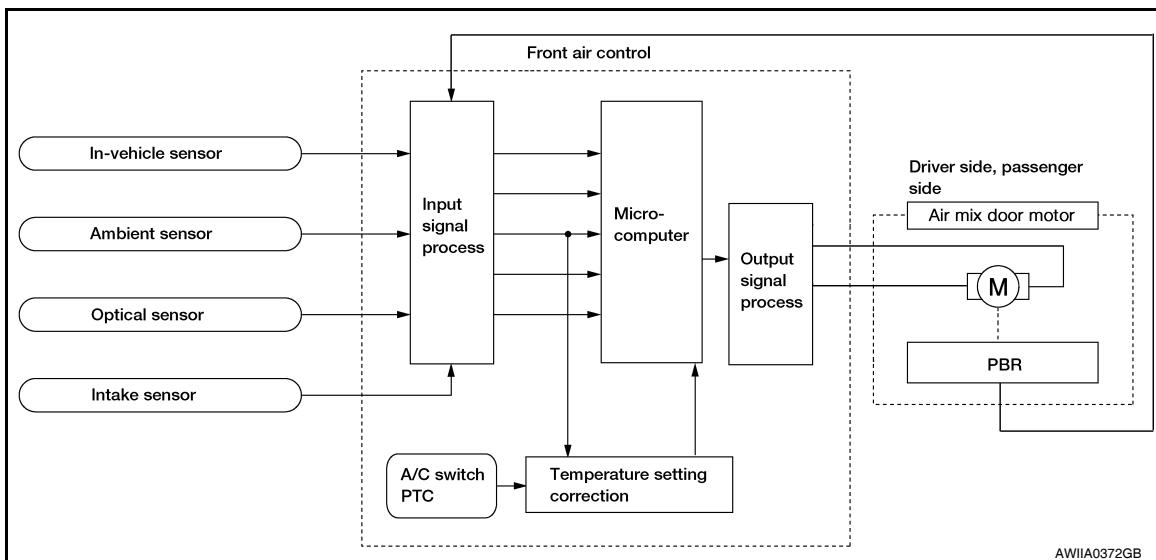 Front air control
In-vehicle sensor
Ambient sensor
Optical sensor
Intake sensor
Input
signal
process
Micro-
computer
Output
signal
process
Driver side, passenger
side
Air mix door motor
M
PBR
A/C switch
PTC
Temperature setting
correction
AWIIA0372GB